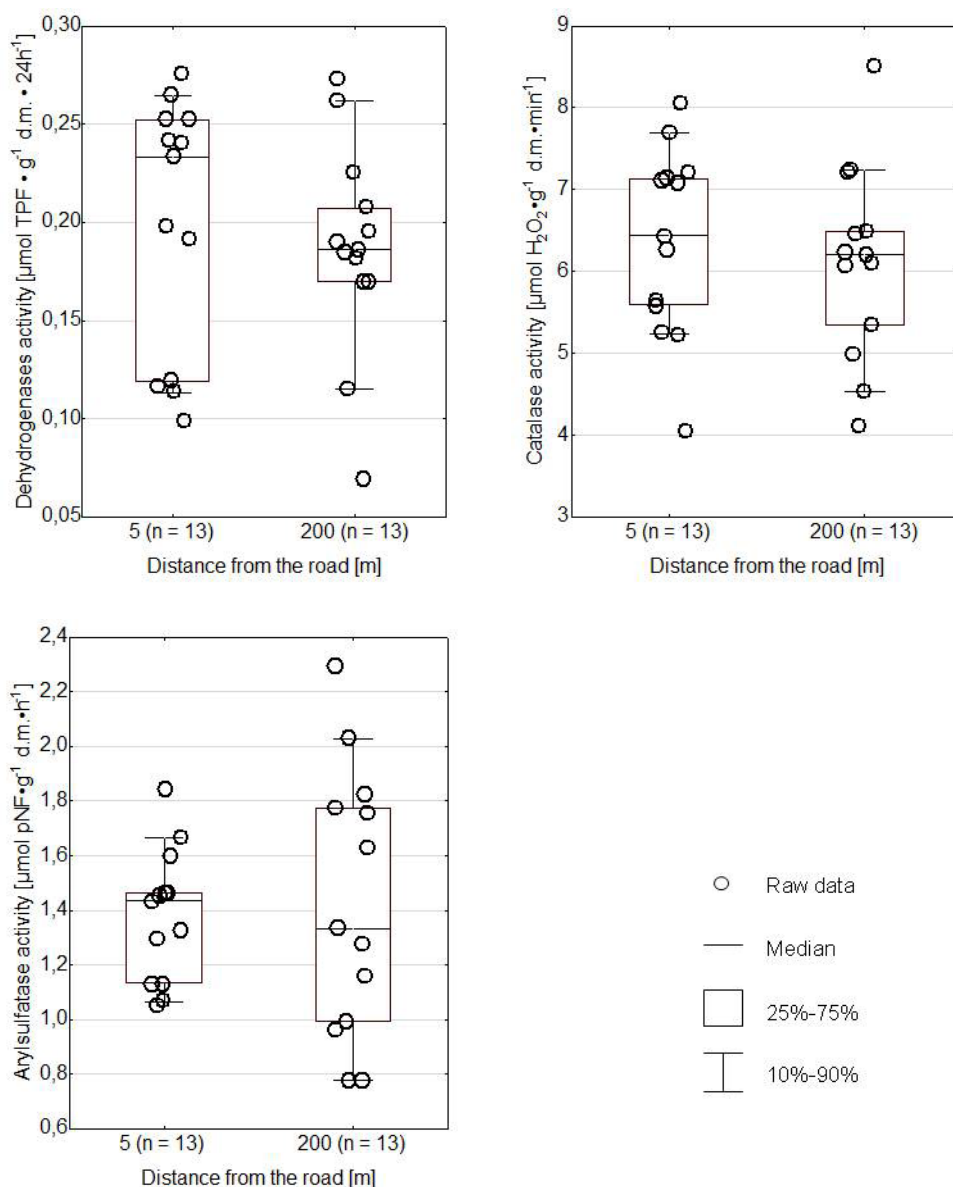 Dehydrogenases activity [µmol TPF • g⁻¹ d.m. • 24h⁻¹]
0,30
0,25
0,20
0,15
0,10
0,05
5 (n = 13)
200 (n = 13)
Distance from the road [m]
Catalase activity [µmol H₂O₂•g⁻¹ d.m.•min⁻¹]
9
8
7
6
5
4
3
5 (n = 13)
200 (n = 13)
Distance from the road [m]
Arylsulfatase activity [µmol pNF•g⁻¹ d.m.•h⁻¹]
2,4
2,2
2,0
1,8
1,6
1,4
1,2
1,0
0,8
0,6
5 (n = 13)
200 (n = 13)
Distance from the road [m]
Raw data
Median
25%-75%
10%-90%